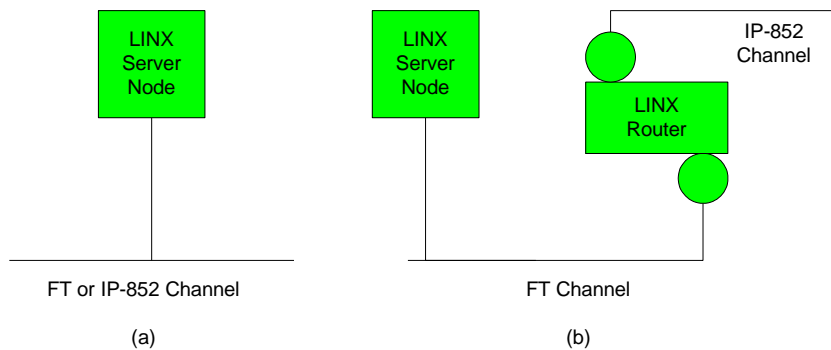 LINX
Server
Node
FT or IP-852 Channel
(a)
LINX
Server
Node
LINX
Router
IP-852
Channel
FT Channel
(b)